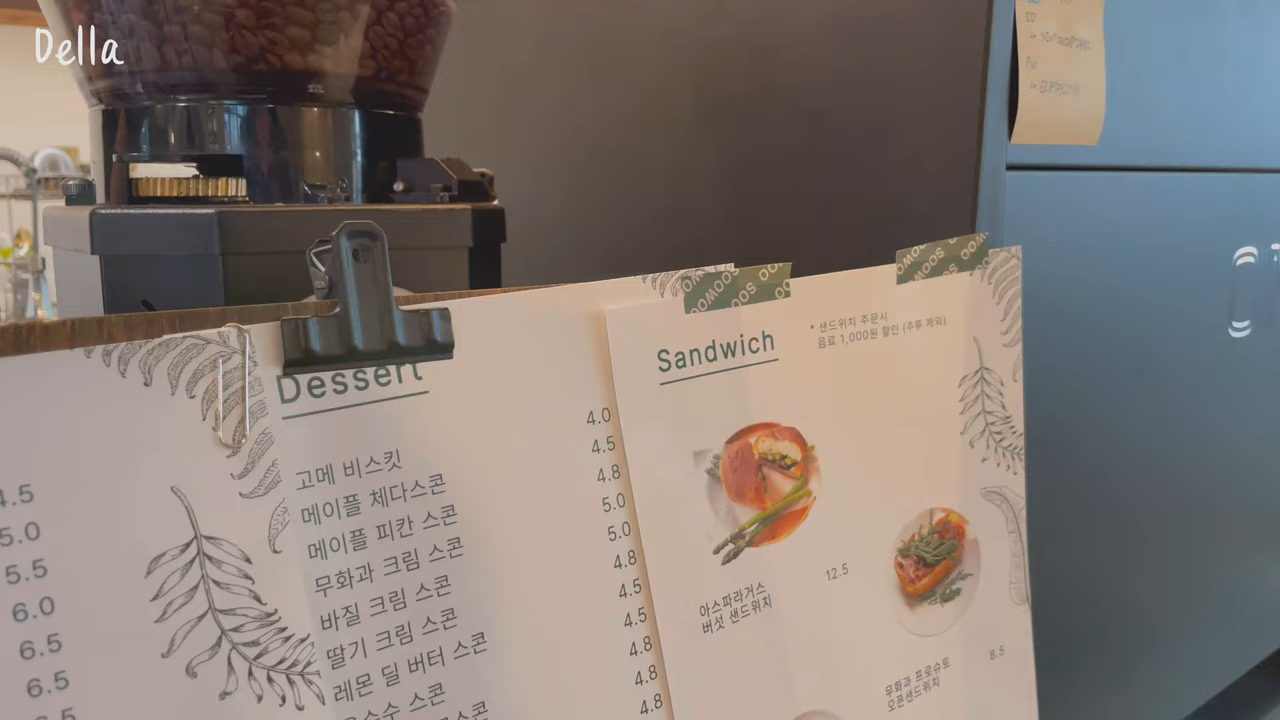 Della
ID
SOOWOO
SOOWOO
Dessert
고메 비스킷 4.0
메이플 체다스콘 4.5
메이플 피칸 스콘 4.8
무화과 크림 스콘 5.0
바질 크림 스콘 5.0
딸기 크림 스콘 4.8
레몬 딜 버터 스콘 4.5
스콘 4.5
4.8
4.8
4.8
4.5
5.0
5.5
6.0
6.5
6.5
Sandwich
* 샌드위치 주문시
음료 1,000원 할인 (주류 제외)
아스파라거스
버섯 샌드위치 12.5
무화과 프로슈토
오픈샌드위치 8.5